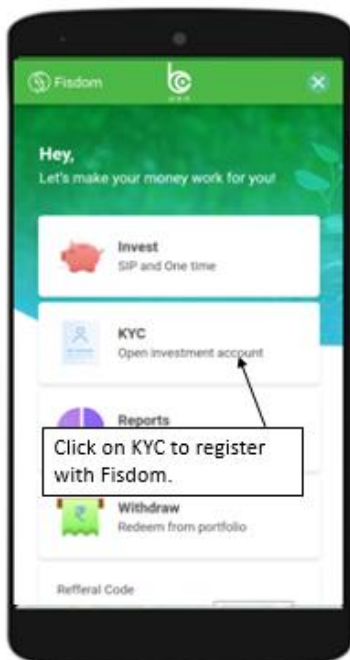 Fisdom
Hey,
Let's make your money work for you!
Invest
SIP and One time
KYC
Open investment account
Reports
Click on KYC to register
with Fisdom.
Withdraw
Redeem from portfolio
Refferal Code